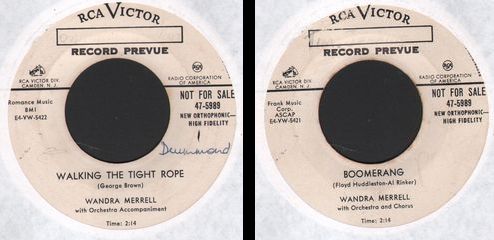 RCA VICTOR
RECORD PREVUE
RCA VICTOR DIV.
CAMDEN, N. J.
RADIO CORPORATION
OF AMERICA
Romance Music
BMI
E4-VW-5422
NOT FOR SALE
47-5989
NEW ORTHOPHONIC
HIGH FIDELITY
Drummond
WALKING THE TIGHT ROPE
(George Brown)
WANDRA MERRELL
with Orchestra Accompaniment
Time: 2:14
RCA VICTOR
RECORD PREVUE
RCA VICTOR DIV.
CAMDEN, N. J.
RADIO CORPORATION
OF AMERICA
Frank Music
Corp.
ASCAP
E4-VW-5421
NOT FOR SALE
47-5989
NEW ORTHOPHONIC
HIGH FIDELITY
BOOMERANG
(Floyd Huddleston-Al Rinker)
WANDRA MERRELL
with Orchestra and Chorus
Time: 2:14